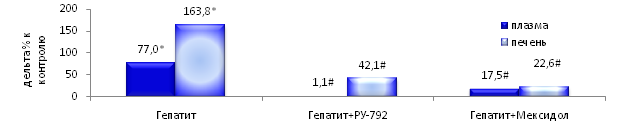 дельта% к
контролю
200
150
100
50
0
77,0*
163,8*
1,1#
42,1#
17,5#
22,6#
плазма
печень
Гепатит
Гепатит+РУ-792
Гепатит+Мексидол